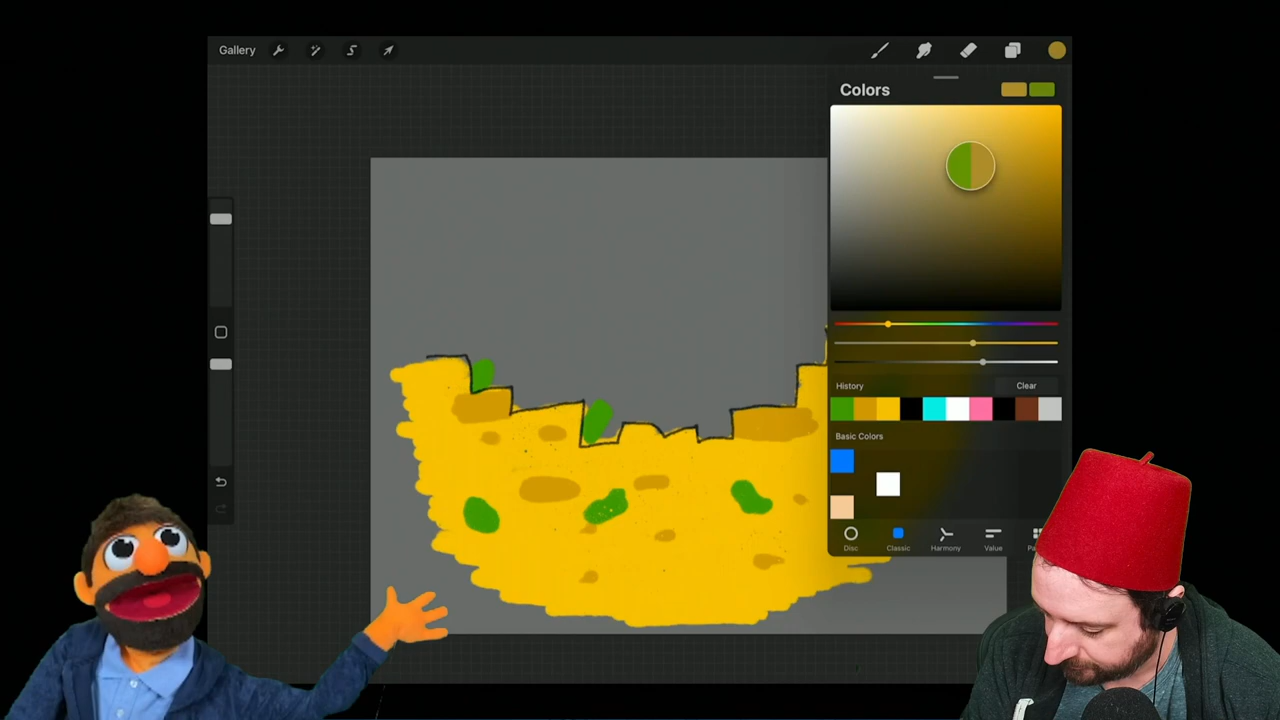 Gallery
Colors
History
Clear
Basic Colors
Disc
Classic
Harmony
Value